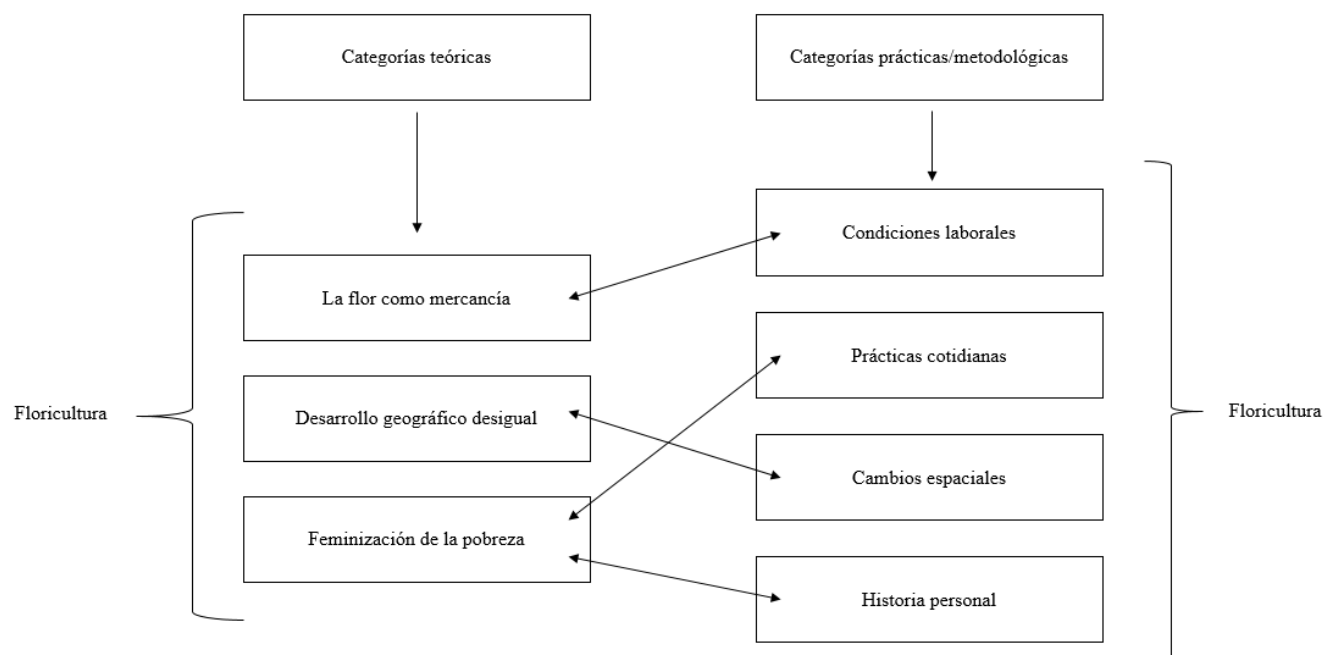 Categorías teóricas
Categorías prácticas/metodológicas
Condiciones laborales
La flor como mercancía
Prácticas cotidianas
Floricultura
Desarrollo geográfico desigual
Floricultura
Cambios espaciales
Feminización de la pobreza
Historia personal